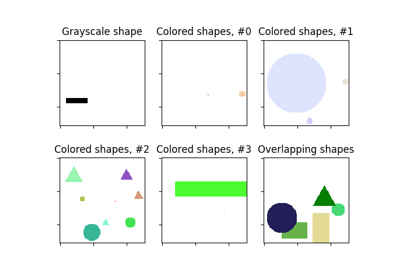 Grayscale shape
Colored shapes, #0
Colored shapes, #1
Colored shapes, #2
Colored shapes, #3
Overlapping shapes